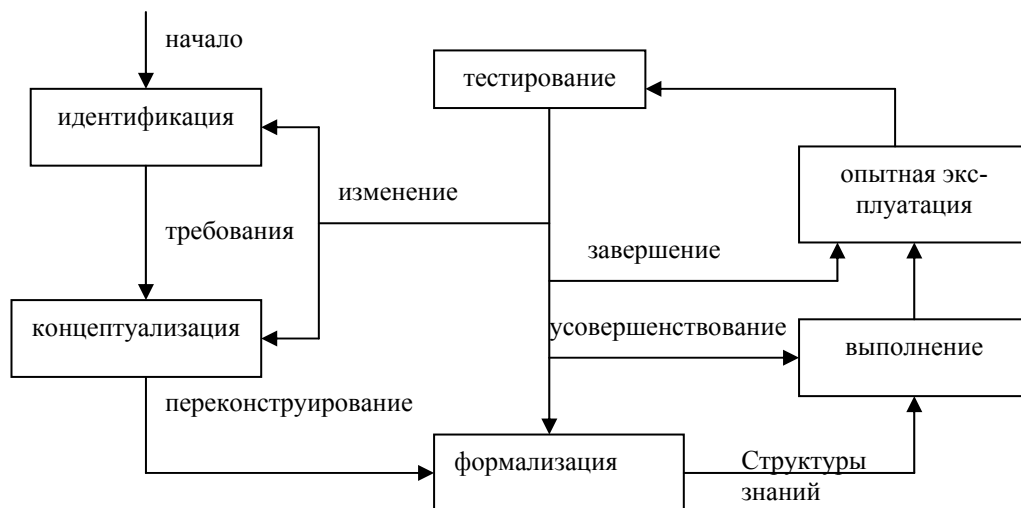 начало
тестирование
идентификация
опытная экс-
плуатация
изменение
требования
завершение
концептуализация
усовершенствование
выполнение
переконструирование
формализация
Структуры
знаний